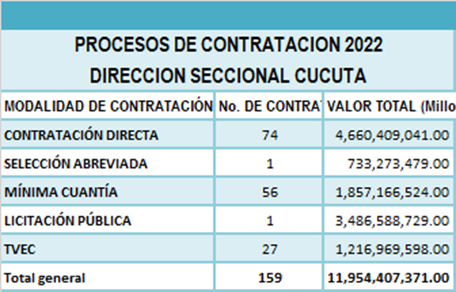 PROCESOS DE CONTRATACION 2022
DIRECCION SECCIONAL CUCUTA
MODALIDAD DE CONTRATACIÓN No. DE CONTRAT VALOR TOTAL (Millo
CONTRATACIÓN DIRECTA 74 4,660,409,041.00
SELECCIÓN ABREVIADA 1 733,273,479.00
MÍNIMA CUANTÍA 56 1,857,166,524.00
LICITACIÓN PÚBLICA 1 3,486,588,729.00
TVEC 27 1,216,969,598.00
Total general 159 11,954,407,371.00